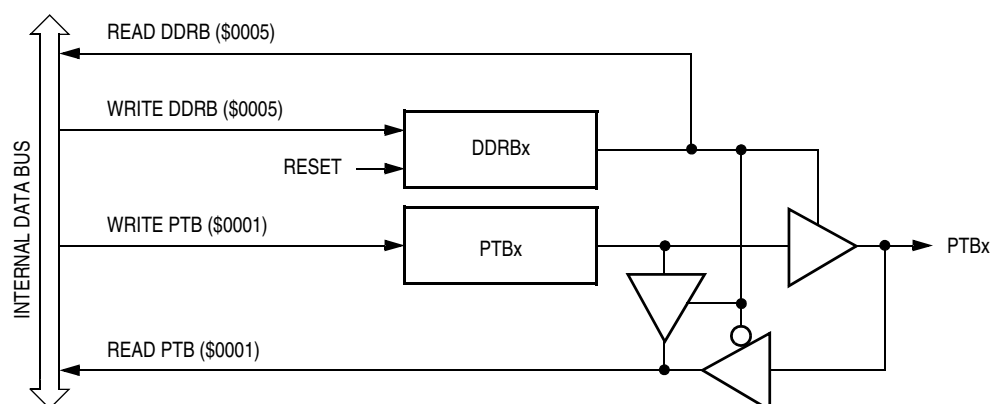 READ DDRB ($0005)
WRITE DDRB ($0005)
DDRBx
RESET
INTERNAL DATA BUS
WRITE PTB ($0001)
PTBx
PTBx
READ PTB ($0001)